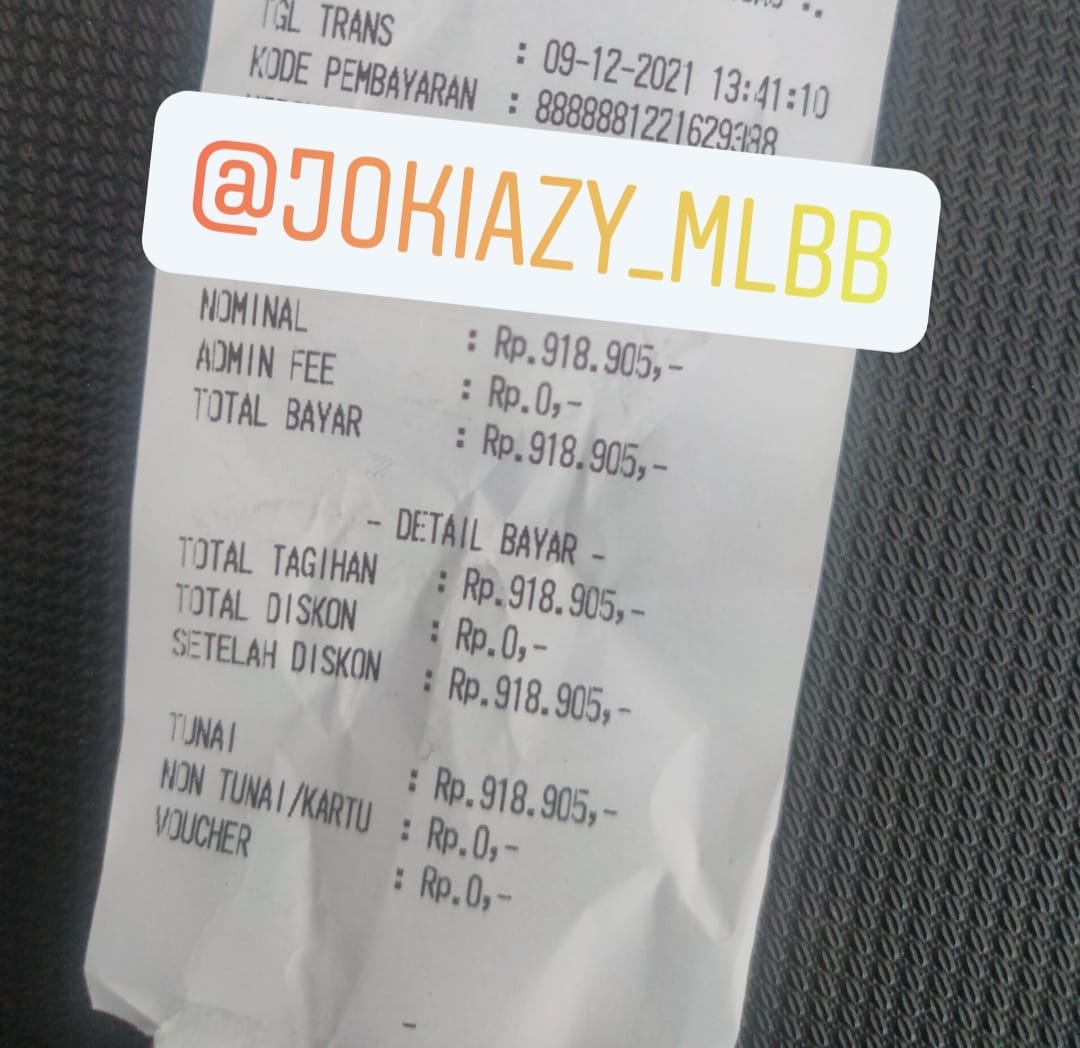 TGL TRANS : 09-12-2021 13:41:10
KODE PEMBAYARAN : 8888881221629388
@JOKIAZY_MLBB
NOMINAL : Rp.918.905,-
ADMIN FEE : Rp.0,-
TOTAL BAYAR : Rp.918.905,-
- DETAIL BAYAR -
TOTAL TAGIHAN : Rp.918.905,-
TOTAL DISKON : Rp.0,-
SETELAH DISKON : Rp.918.905,-
TUNAI : Rp.918.905,-
NON TUNAI/KARTU : Rp.0,-
VOUCHER : Rp.0,-
-